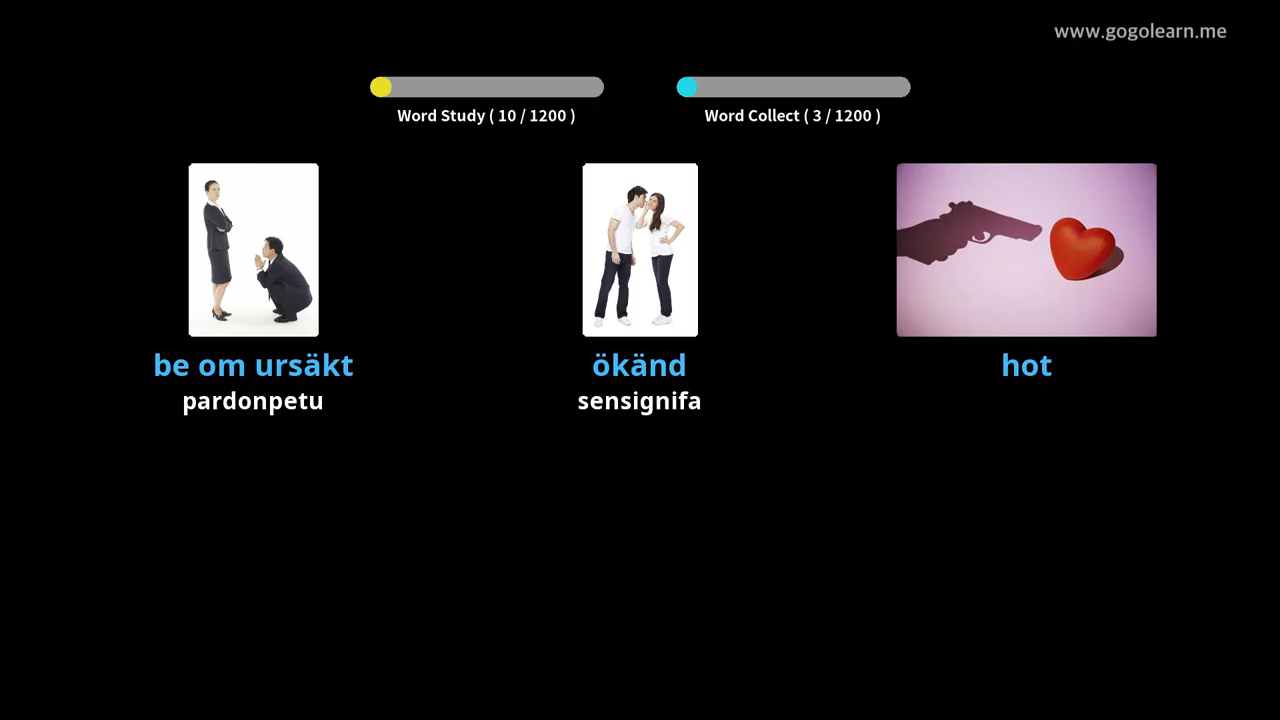 www.gogolearn.me
Word Study ( 10 / 1200 )
Word Collect ( 3 / 1200 )
be om ursäkt
pardonpetu
ökänd
sensignifa
hot